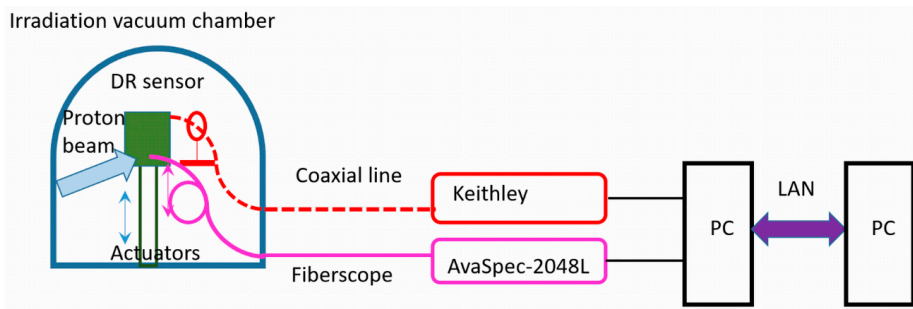 Irradiation vacuum chamber
DR sensor
Proton
beam
Actuators
Coaxial line
Fiberscope
Keithley
AvaSpec-2048L
PC
LAN
PC